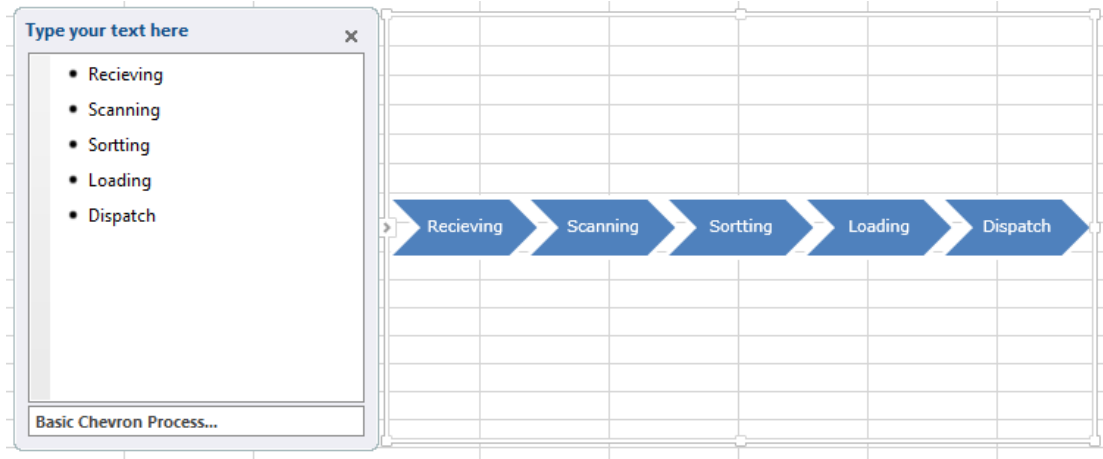 Type your text here
Recieving
Scanning
Sortting
Loading
Dispatch
Basic Chevron Process...
Recieving Scanning Sortting Loading Dispatch